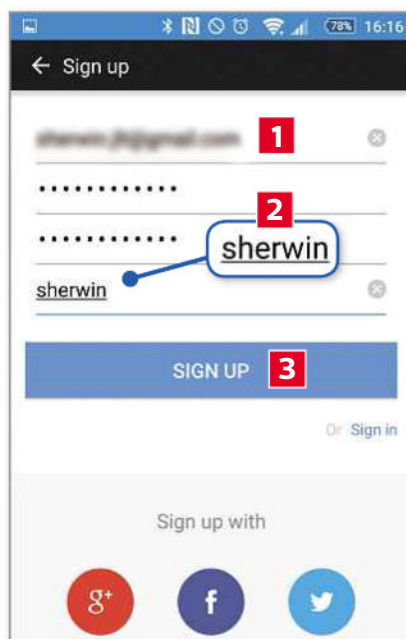 78% 16:16
← Sign up
1
••••••••••••
2
••••••••••••
sherwin
sherwin
SIGN UP 3
Or Sign in
Sign up with
g+ f